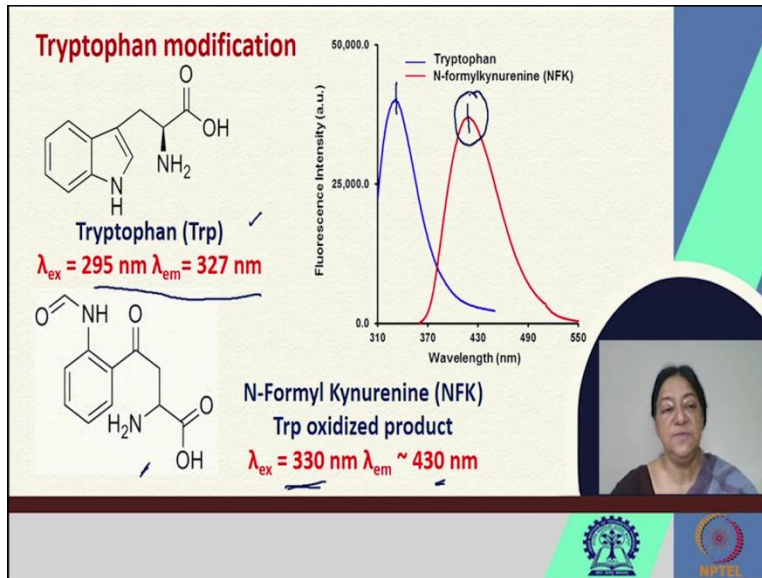 Tryptophan modification
O
OH
NH2
N
H
Tryptophan (Trp)
λex = 295 nm λem= 327 nm
O
NH
O
H2N
O
OH
N-Formyl Kynurenine (NFK)
Trp oxidized product
λex = 330 nm λem ~ 430 nm
Tryptophan
N-formylkynurenine (NFK)
Fluorescence Intensity (a.u.)
50,000.0
25,000.0
0.0
310 370 430 490 550
Wavelength (nm)
NPTEL